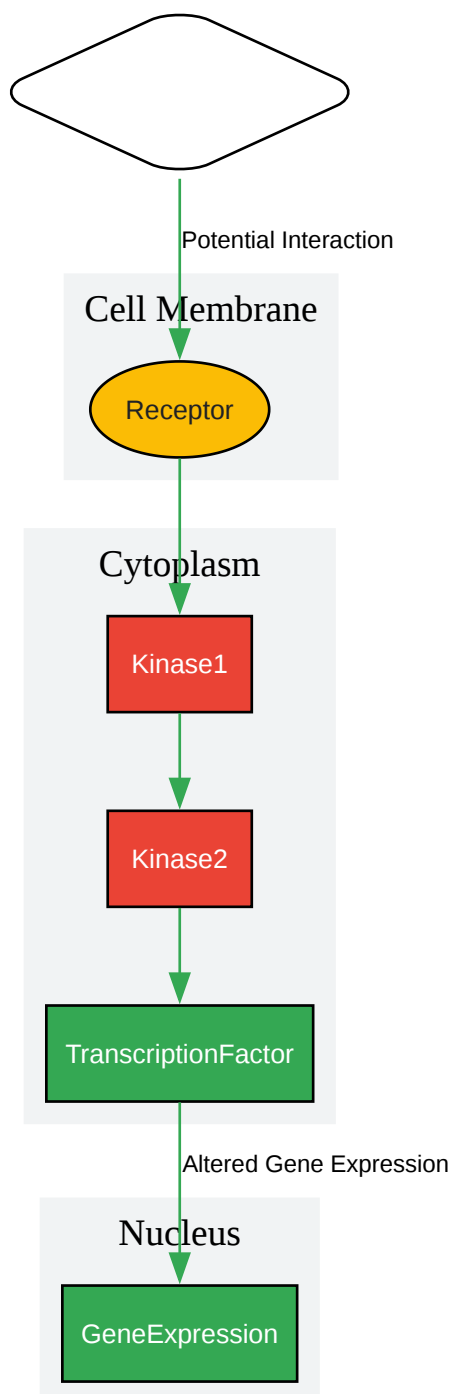 Potential Interaction
Cell Membrane
Receptor
Cytoplasm
Kinase1
Kinase2
TranscriptionFactor
Altered Gene Expression
Nucleus
GeneExpression